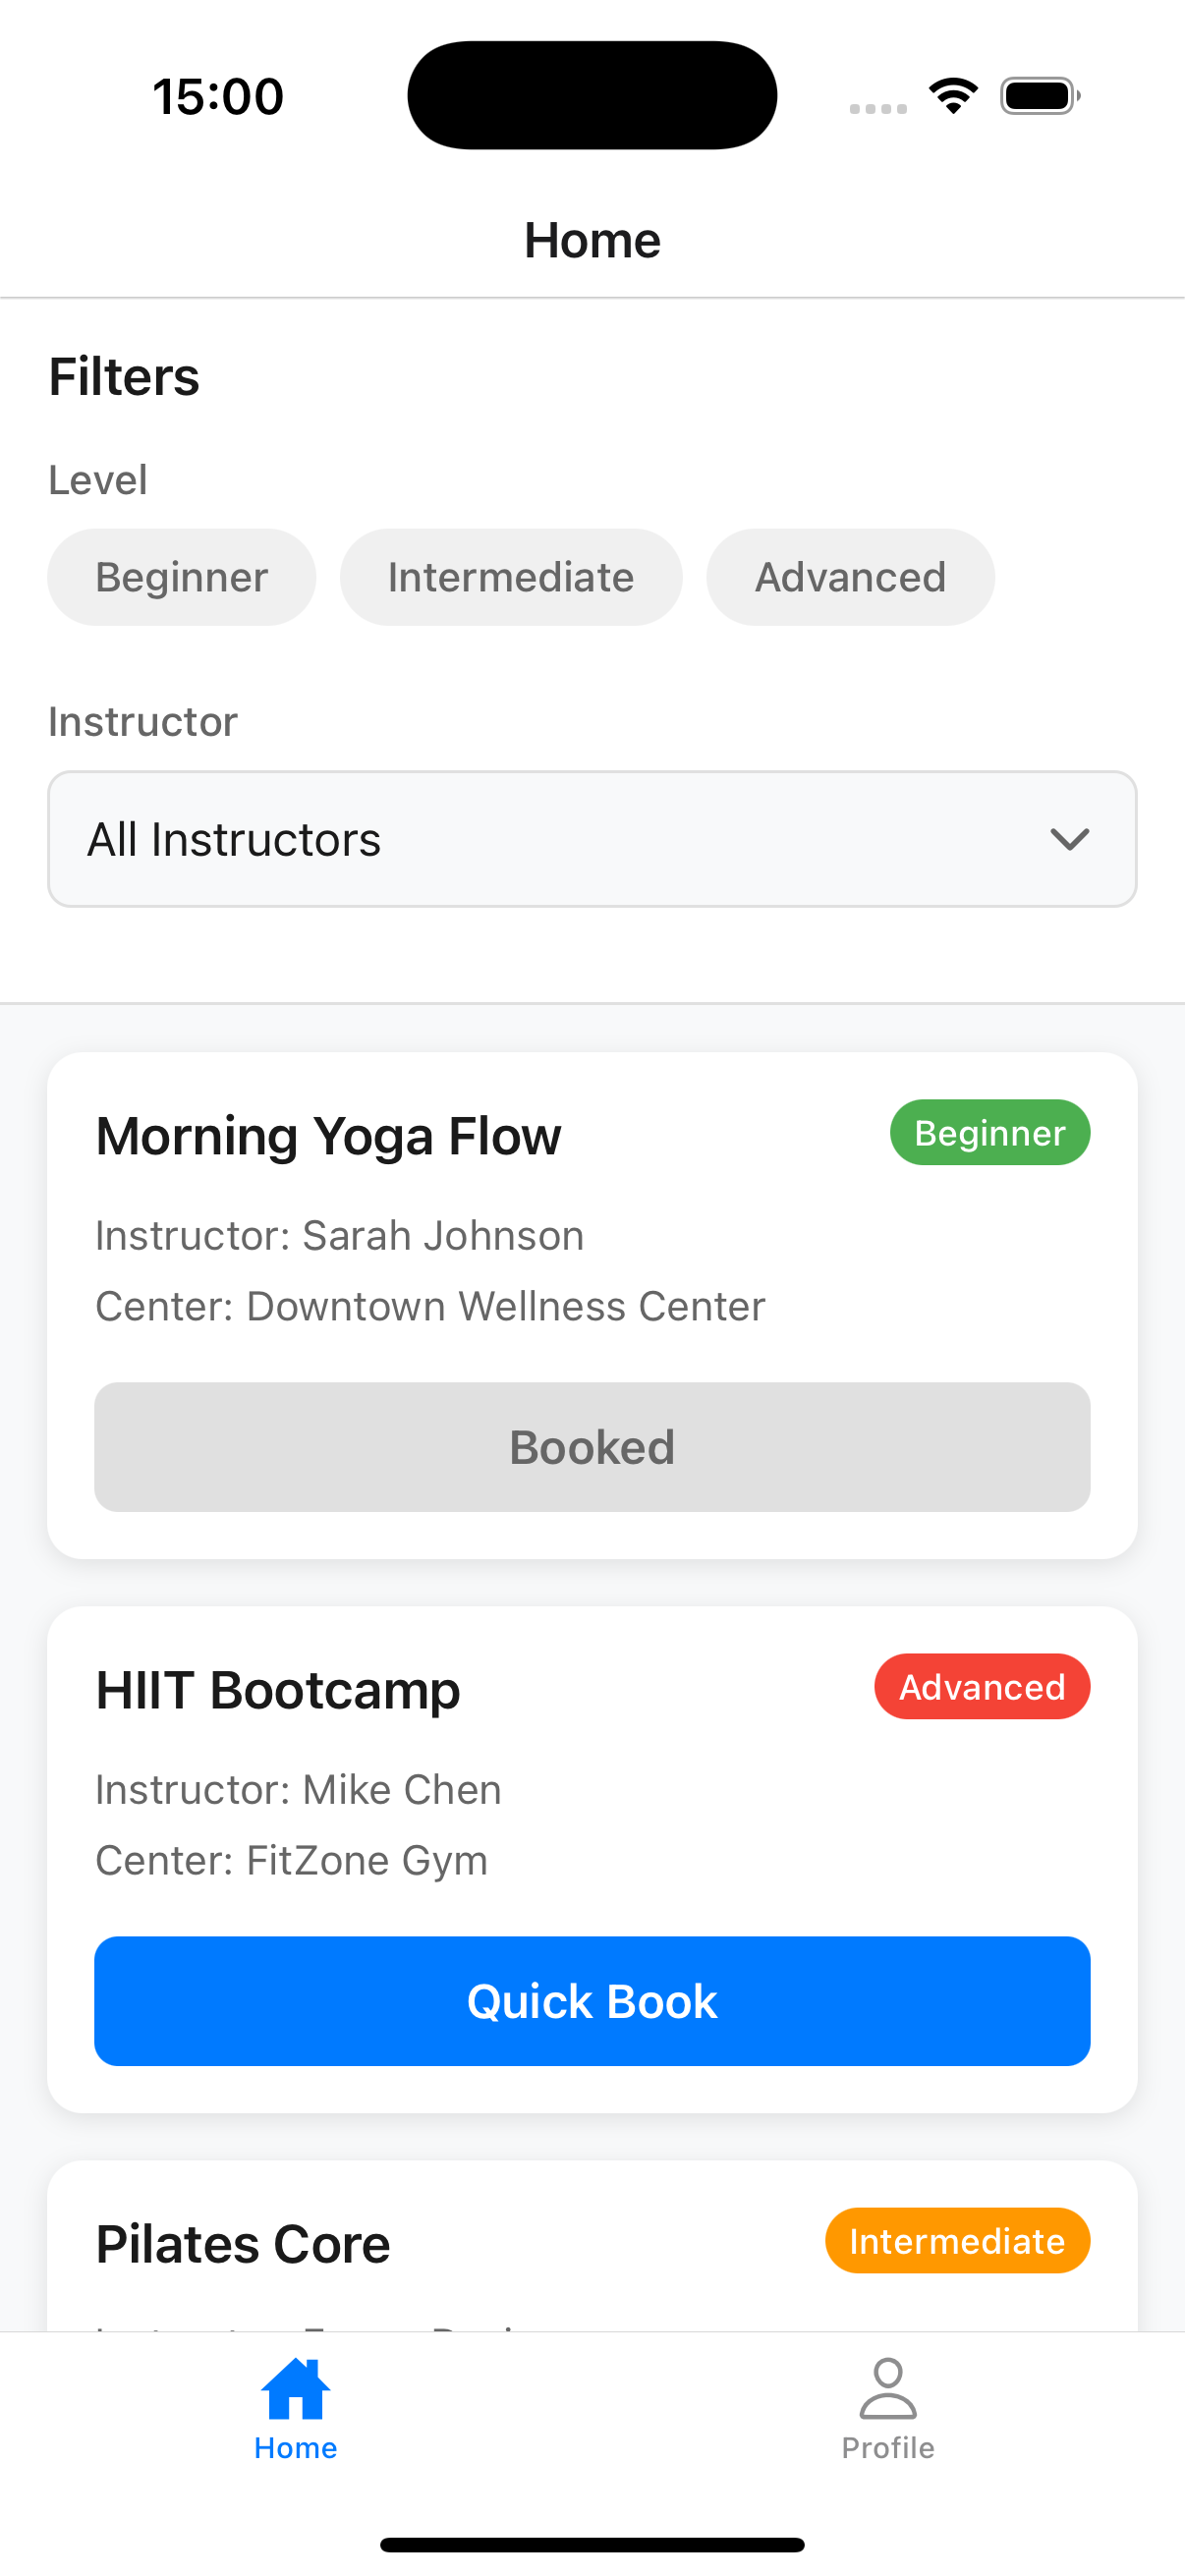 15:00
Home
Filters
Level
Beginner Intermediate Advanced
Instructor
All Instructors
Morning Yoga Flow Beginner
Instructor: Sarah Johnson
Center: Downtown Wellness Center
Booked
HIIT Bootcamp Advanced
Instructor: Mike Chen
Center: FitZone Gym
Quick Book
Pilates Core Intermediate
Home Profile